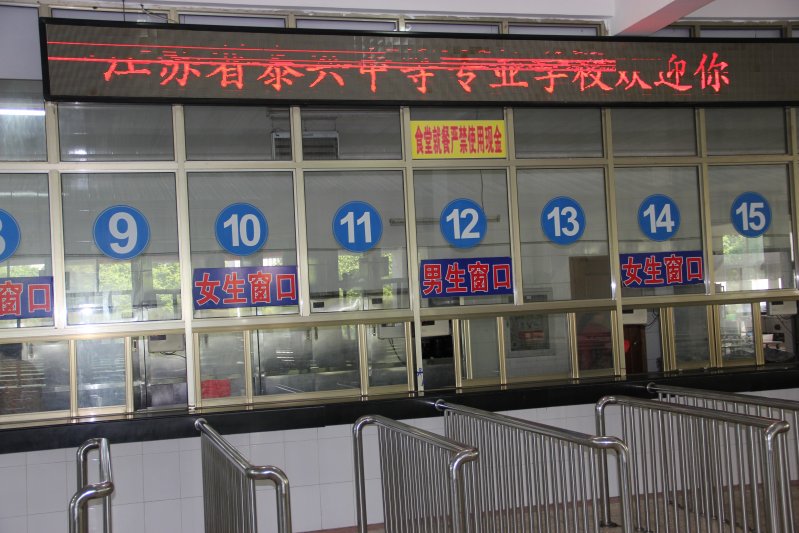 江苏省泰兴中等专业学校欢迎你
食堂就餐严禁使用现金
8
9
10
11
12
13
14
15
窗口
女生窗口
男生窗口
女生窗口